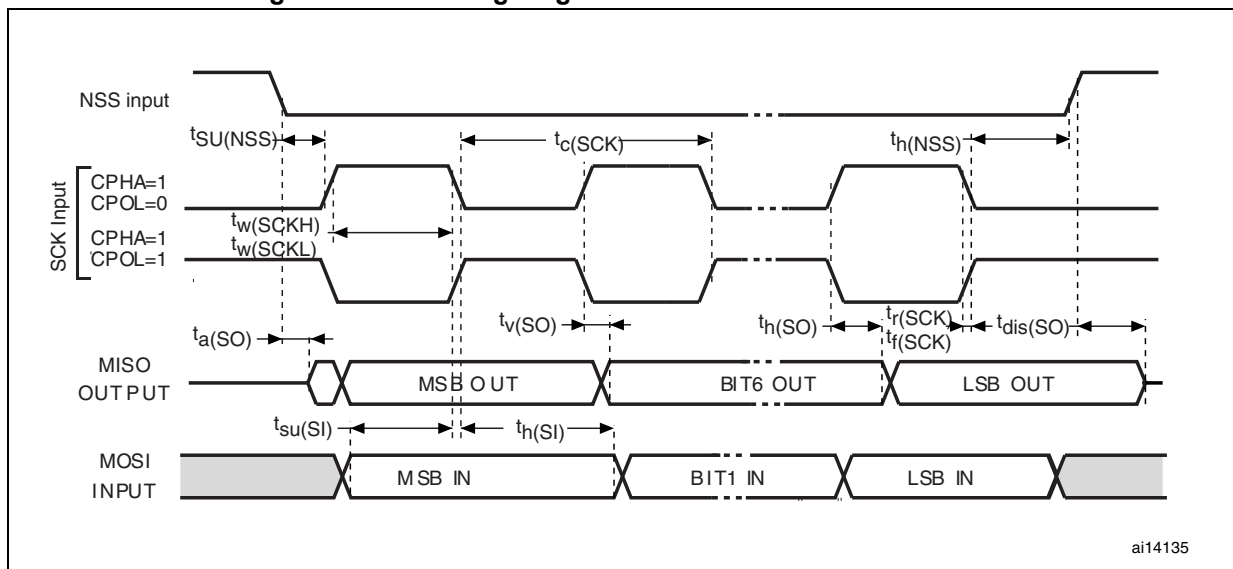 NSS input
tSU(NSS)
tc(SCK)
th(NSS)
SCK Input
CPHA=1
CPOL=0
tw(SCKH)
CPHA=1
tw(SCKL)
CPOL=1
ta(SO)
tv(SO)
th(SO)
tr(SCK)
tf(SCK)
tdis(SO)
MISO
OUTPUT
MSB OUT
BIT6 OUT
LSB OUT
tsu(SI)
th(SI)
MOSI
INPUT
MSB IN
BIT1 IN
LSB IN
ai14135